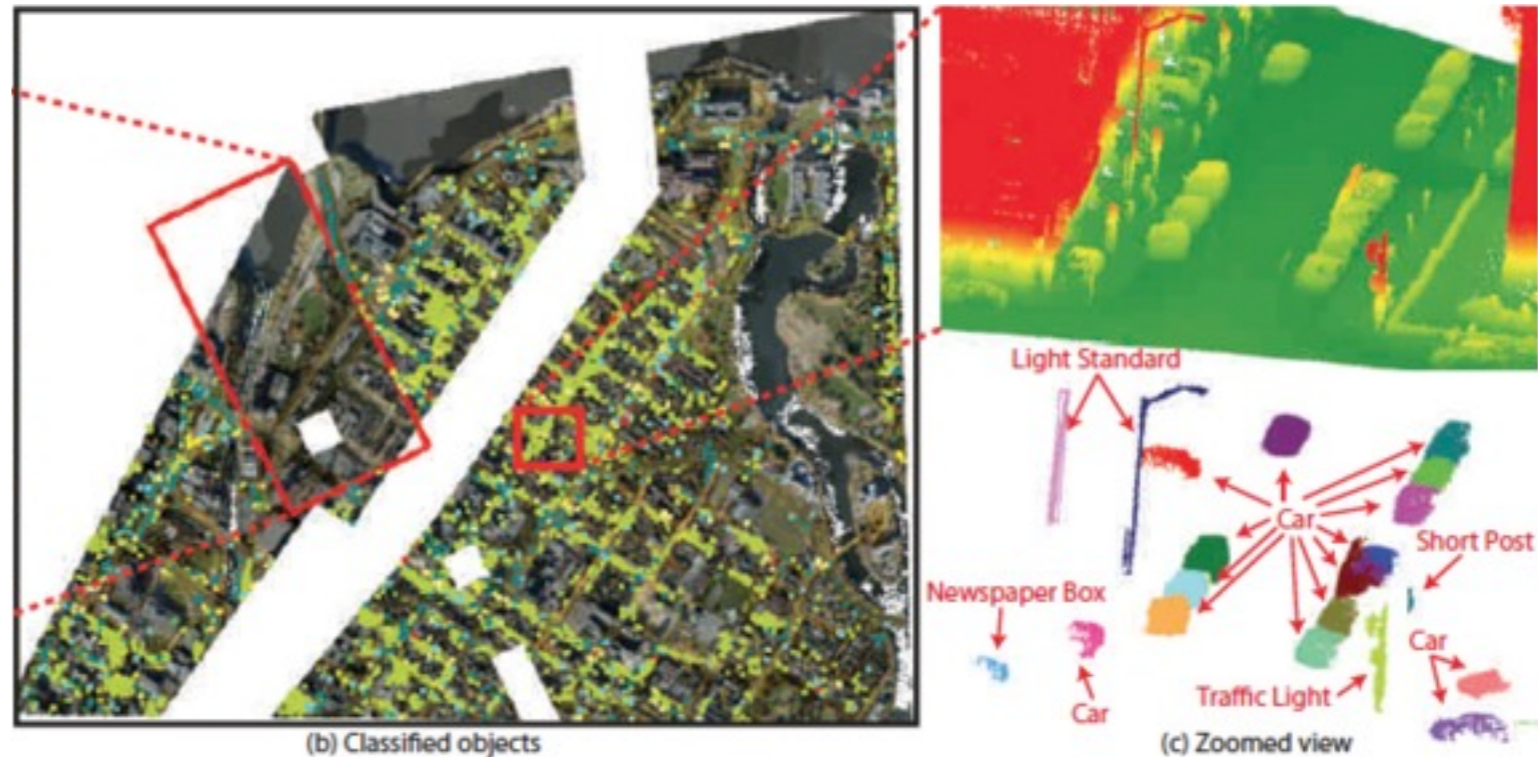 Light Standard
Car
Short Post
Newspaper Box
Car
Car
Traffic Light
(b) Classified objects
(c) Zoomed view